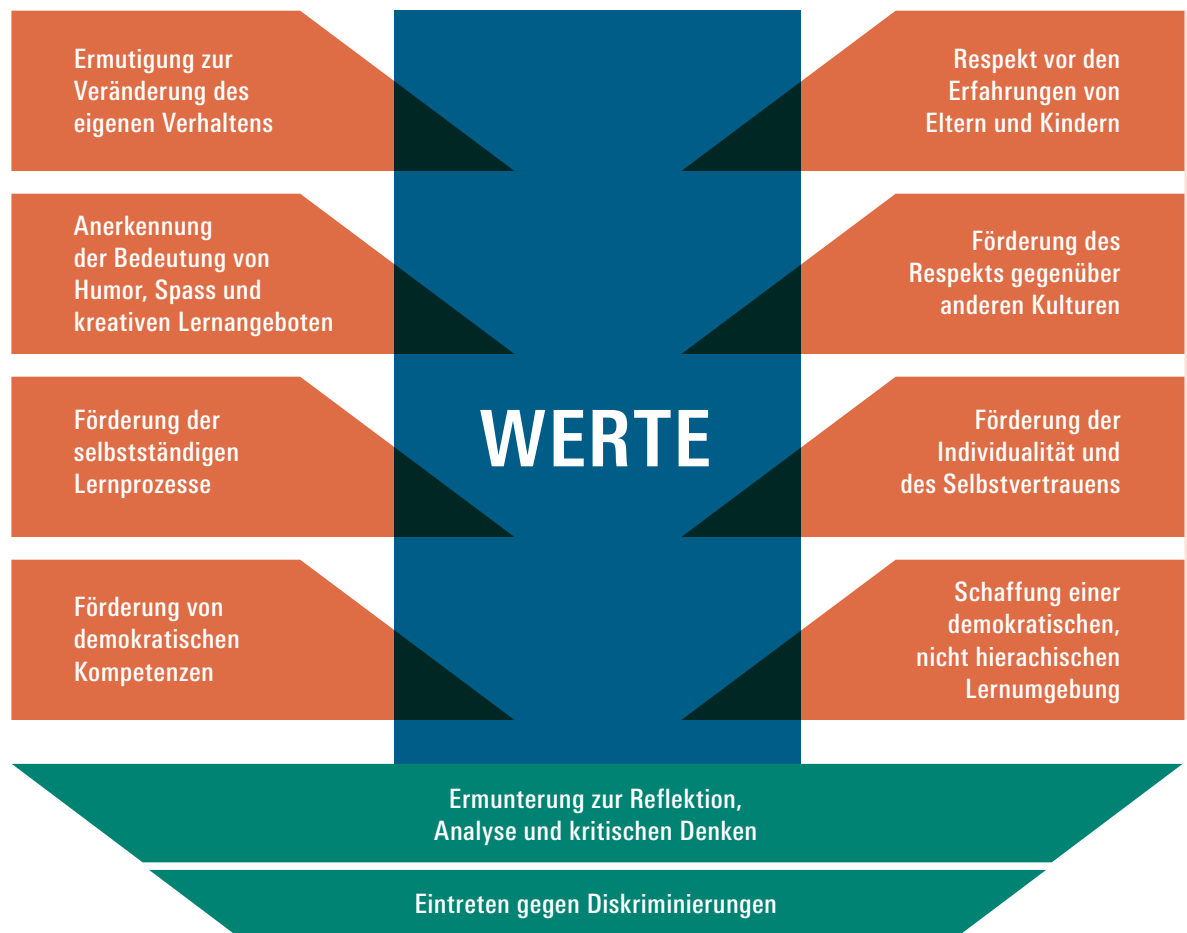 Ermutigung zur
Veränderung des
eigenen Verhaltens
Respekt vor den
Erfahrungen von
Eltern und Kindern
Anerkennung
der Bedeutung von
Humor, Spass und
kreativen Lernangeboten
Förderung des
Respekts gegenüber
anderen Kulturen
Förderung der
selbstständigen
Lernprozesse
WERTE
Förderung der
Individualität und
des Selbstvertrauens
Förderung von
demokratischen
Kompetenzen
Schaffung einer
demokratischen,
nicht hierachischen
Lernumgebung
Ermunterung zur Reflektion,
Analyse und kritischen Denken
Eintreten gegen Diskriminierungen